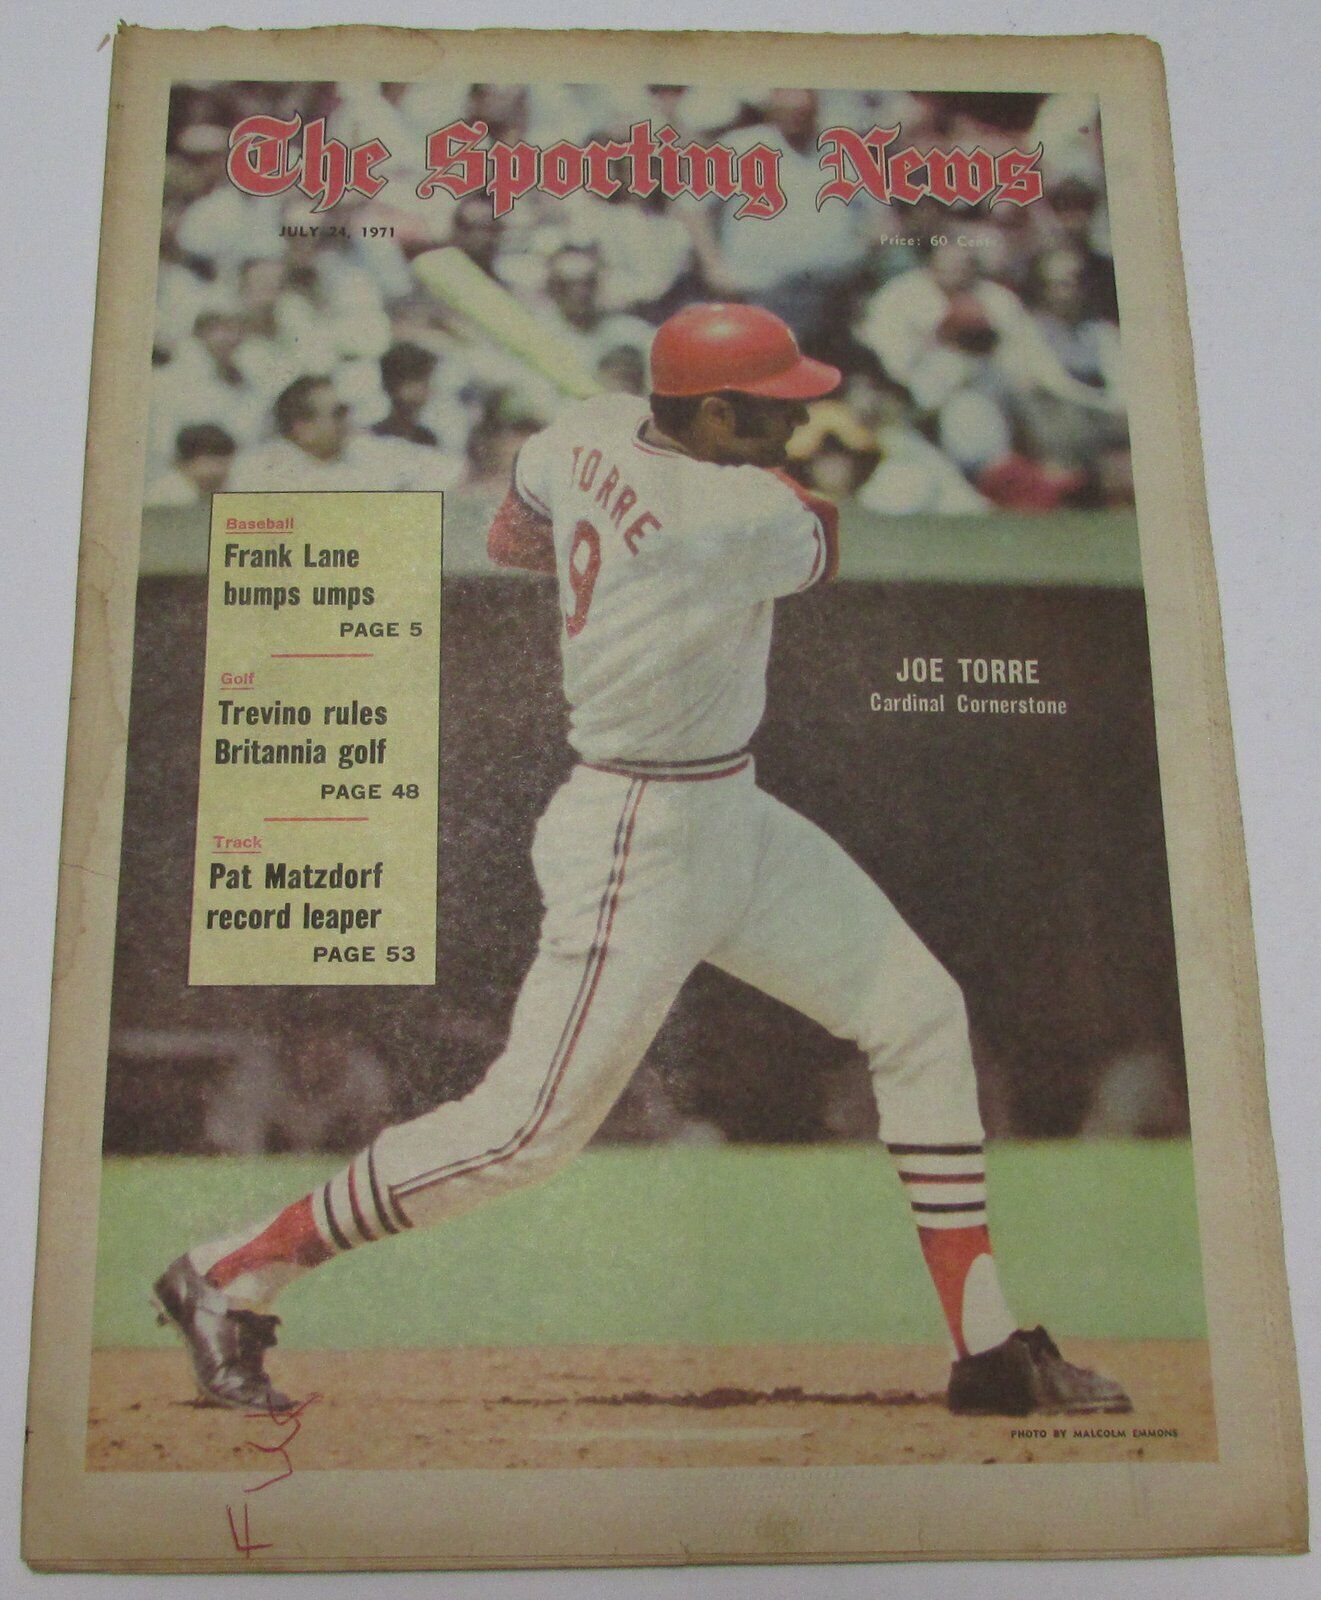 The Sporting News
JULY 24, 1971
Price: 60 Cents
TORRE
9
Baseball
Frank Lane
bumps umps
PAGE 5
Golf
Trevino rules
Britannia golf
PAGE 48
Track
Pat Matzdorf
record leaper
PAGE 53
JOE TORRE
Cardinal Cornerstone
PHOTO BY MALCOLM EMMONS